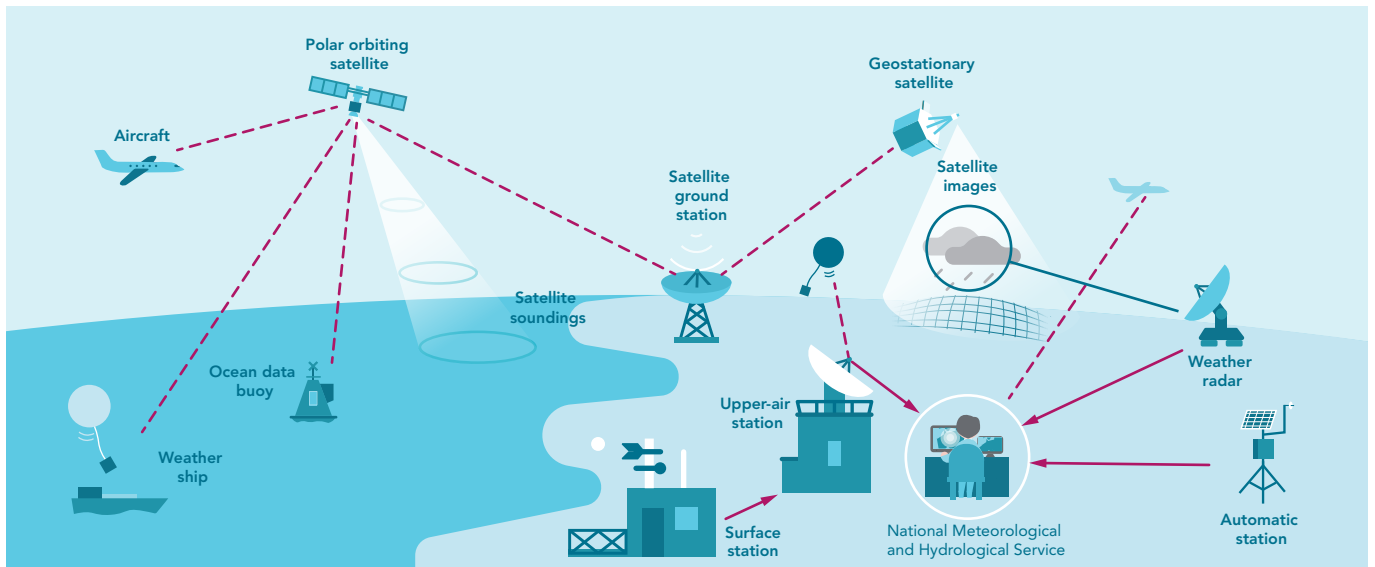 Polar orbiting
satellite
Geostationary
satellite
Aircraft
Satellite
images
Satellite
ground
station
Satellite
soundings
Ocean data
buoy
Weather
radar
Upper-air
station
Weather
ship
Automatic
station
Surface
station
National Meteorological
and Hydrological Service